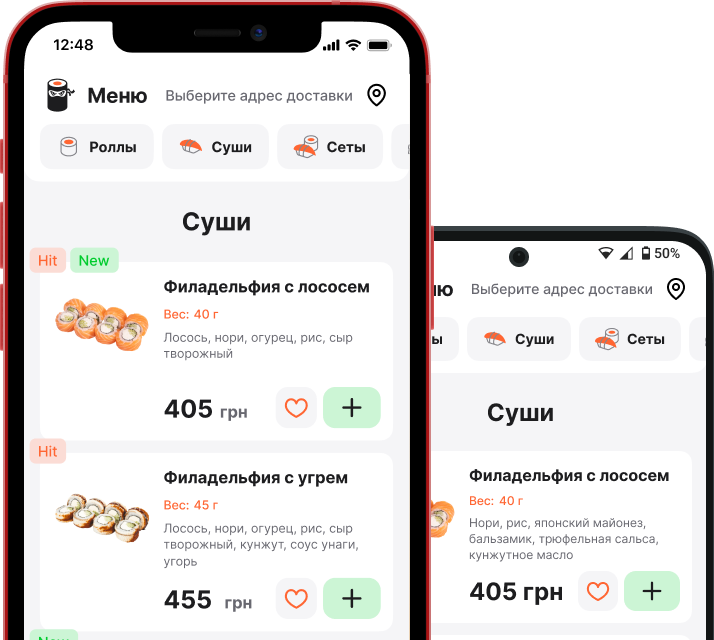 12:48
Меню
Выберите адрес доставки
Роллы
Суши
Сеты
Суши
Hit
New
Филадельфия с лососем
Вес: 40 г
Лосось, нори, огурец, рис, сыр
творожный
405 грн
Hit
Филадельфия с угрем
Вес: 45 г
Лосось, нори, огурец, рис, сыр
творожный, кунжут, соус унаги,
угорь
455 грн
New
50%
ню
Выберите адрес доставки
ы
Суши
Сеты
Суши
Филадельфия с лососем
Вес: 40 г
Нори, рис, японский майонез,
бальзамик, трюфельная сальса,
кунжутное масло
405 грн